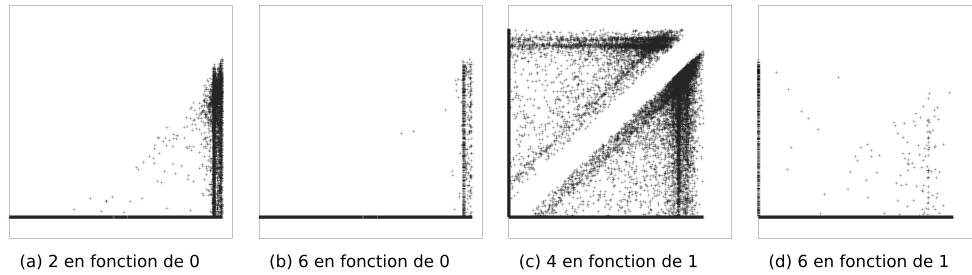 (a) 2 en fonction de 0
(b) 6 en fonction de 0
(c) 4 en fonction de 1
(d) 6 en fonction de 1